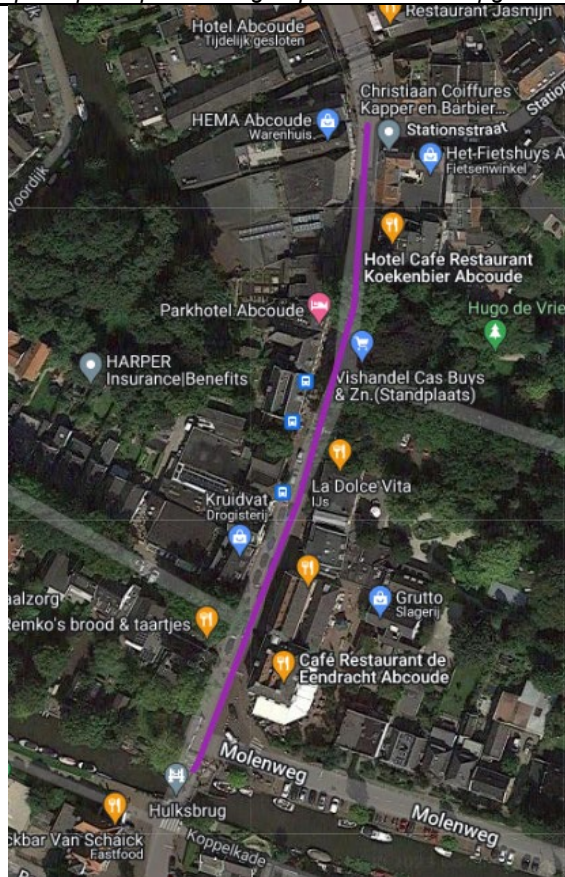 Restaurant Jasmijn
Hotel Abcoude
Tijdelijk gesloten
Christiaan Coiffures
Kapper en Barbier...
HEMA Abcoude
Warenhuis
Stationsstraat
Het Fietshuys A
Fietsenwinkel
Voordijk
Hotel Cafe Restaurant
Koekenbier Abcoude
Parkhotel Abcoude
Hugo de Vrie
HARPER
Insurance|Benefits
Vishandel Cas Buys
& Zn.(Standplaats)
La Dolce Vita
IJs
Kruidvat
Drogisterij
Grutto
Slagerij
aalzorg
Remko's brood & taartjes
Café Restaurant de
Eendracht Abcoude
Molenweg
Hulksbrug
Molenweg
ckbar Van Schaick
Fastfood
Koppelkade